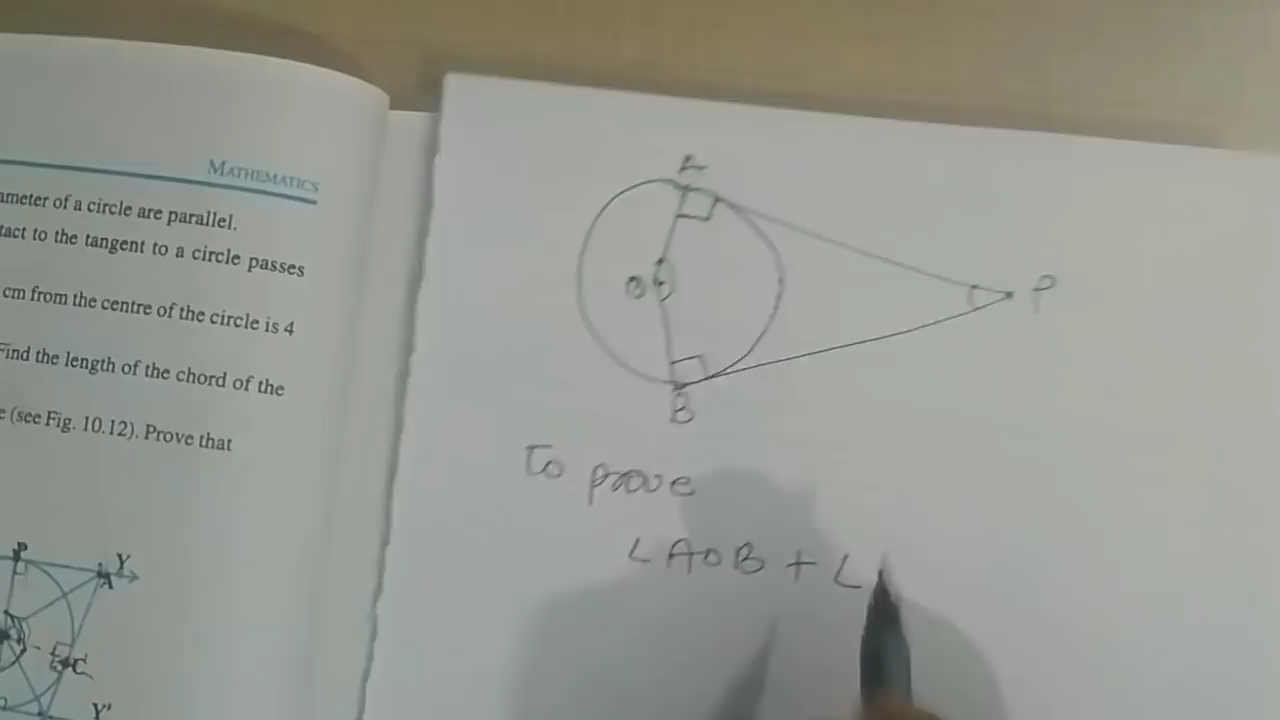 MATHEMATICS
ameter of a circle are parallel.
tact to the tangent to a circle passes
cm from the centre of the circle is 4
Find the length of the chord of the
e (see Fig. 10.12). Prove that
P
Y
A
C
Y'
A
O
P
B
To prove
∠AOB + ∠